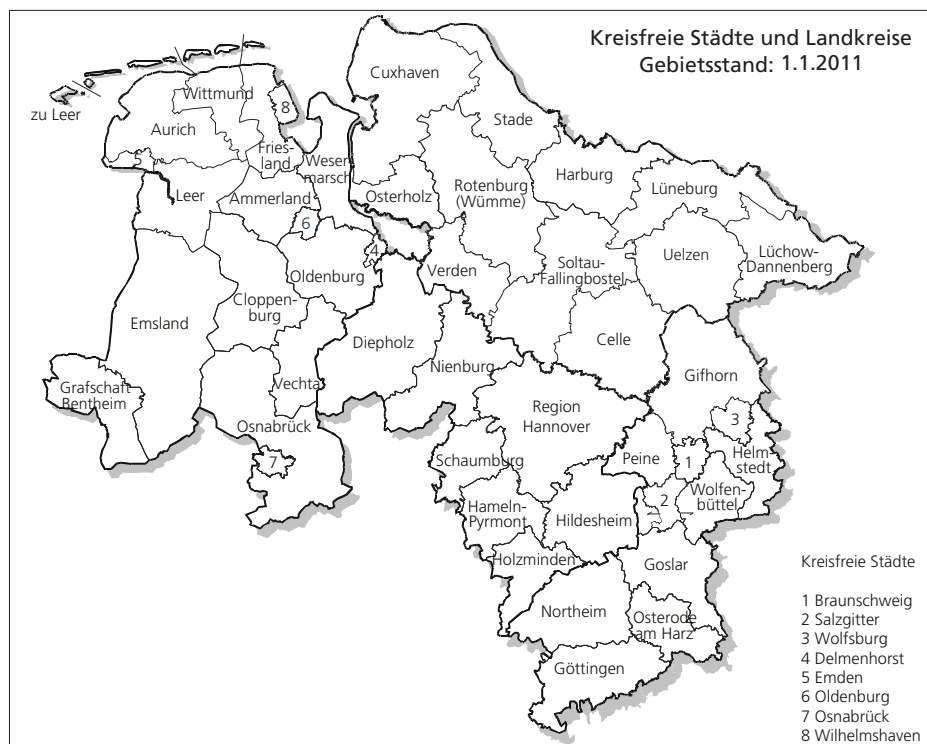 Kreisfreie Städte und Landkreise
Gebietsstand: 1.1.2011
Cuxhaven
Wittmund
8
zu Leer
Stade
Aurich
Fries-
land
Weser-
marsch
5
Harburg
Lüneburg
Leer
Ammerland
Osterholz
Rotenburg
(Wümme)
6
4
Oldenburg
Verden
Soltau-
Fallingbostel
Uelzen
Lüchow-
Dannenberg
Cloppen-
burg
Emsland
Diepholz
Celle
Nienburg
Gifhorn
Grafschaft
Bentheim
Vechta
Region
Hannover
3
Osnabrück
7
Schaumburg
Peine
1
Helm-
stedt
Hameln-
Pyrmont
Hildesheim
2
Wolfen-
büttel
Holzminden
Goslar
Northeim
Osterode
am Harz
Göttingen
Kreisfreie Städte
1 Braunschweig
2 Salzgitter
3 Wolfsburg
4 Delmenhorst
5 Emden
6 Oldenburg
7 Osnabrück
8 Wilhelmshaven